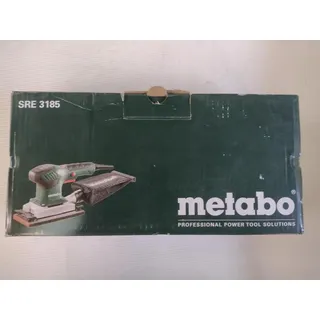 SRE 3185
metabo
PROFESSIONAL POWER TOOL SOLUTIONS